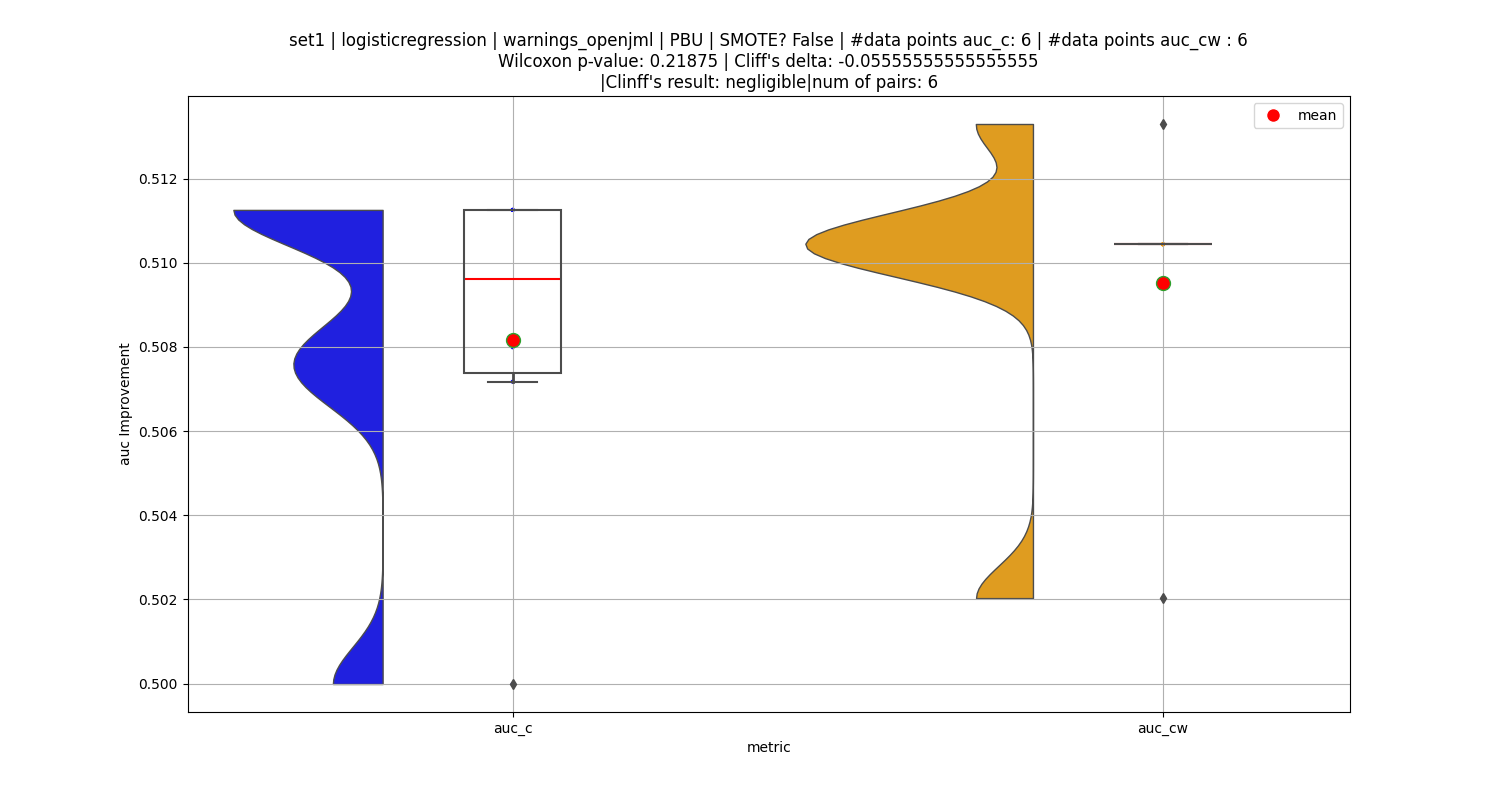 set1 | logisticregression | warnings_openjml | PBU | SMOTE? False | #data points auc_c: 6 | #data points auc_cw : 6
Wilcoxon p-value: 0.21875 | Cliff's delta: -0.05555555555555555
|Clinff's result: negligible|num of pairs: 6
mean
0.512
0.510
0.508
0.506
0.504
0.502
0.500
auc Improvement
auc_c
auc_cw
metric